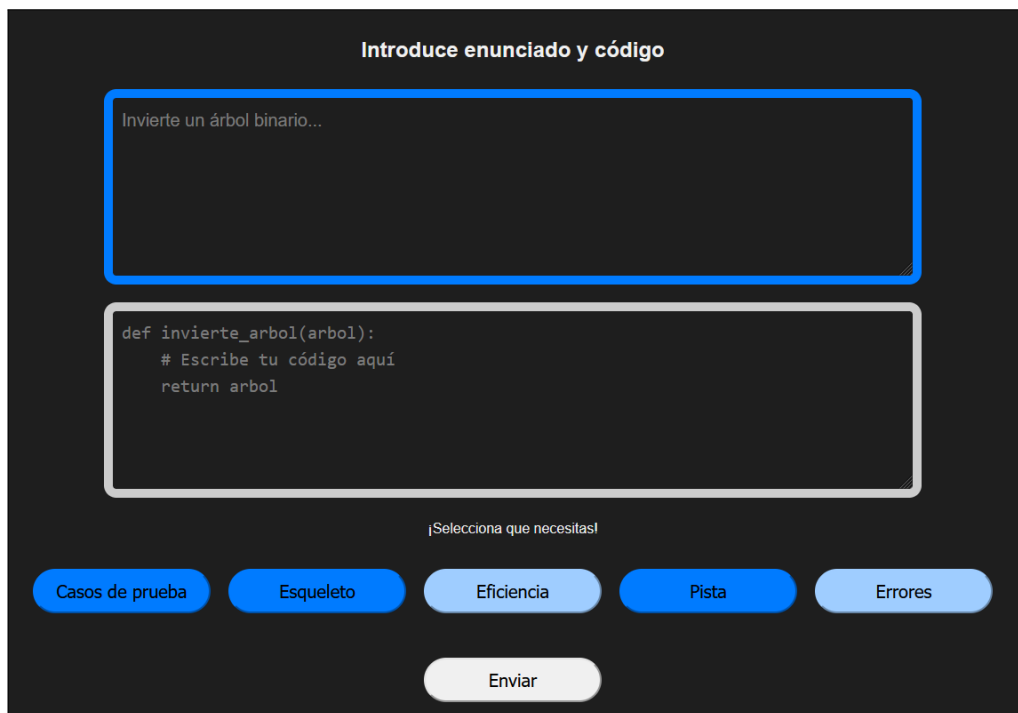 Introduce enunciado y código
Invierte un árbol binario...
def invierte_arbol(arbol):
    # Escribe tu código aquí
    return arbol
¡Selecciona que necesitas!
Casos de prueba
Esqueleto
Eficiencia
Pista
Errores
Enviar